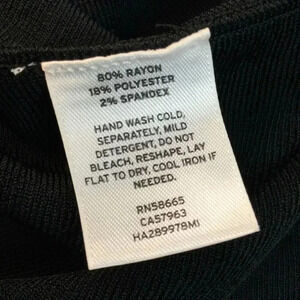 80% RAYON
18% POLYESTER
2% SPANDEX
HAND WASH COLD,
SEPARATELY, MILD
DETERGENT, DO NOT
BLEACH, RESHAPE, LAY
FLAT TO DRY, COOL IRON IF
NEEDED.
RN58665
CA57963
HA289978MI